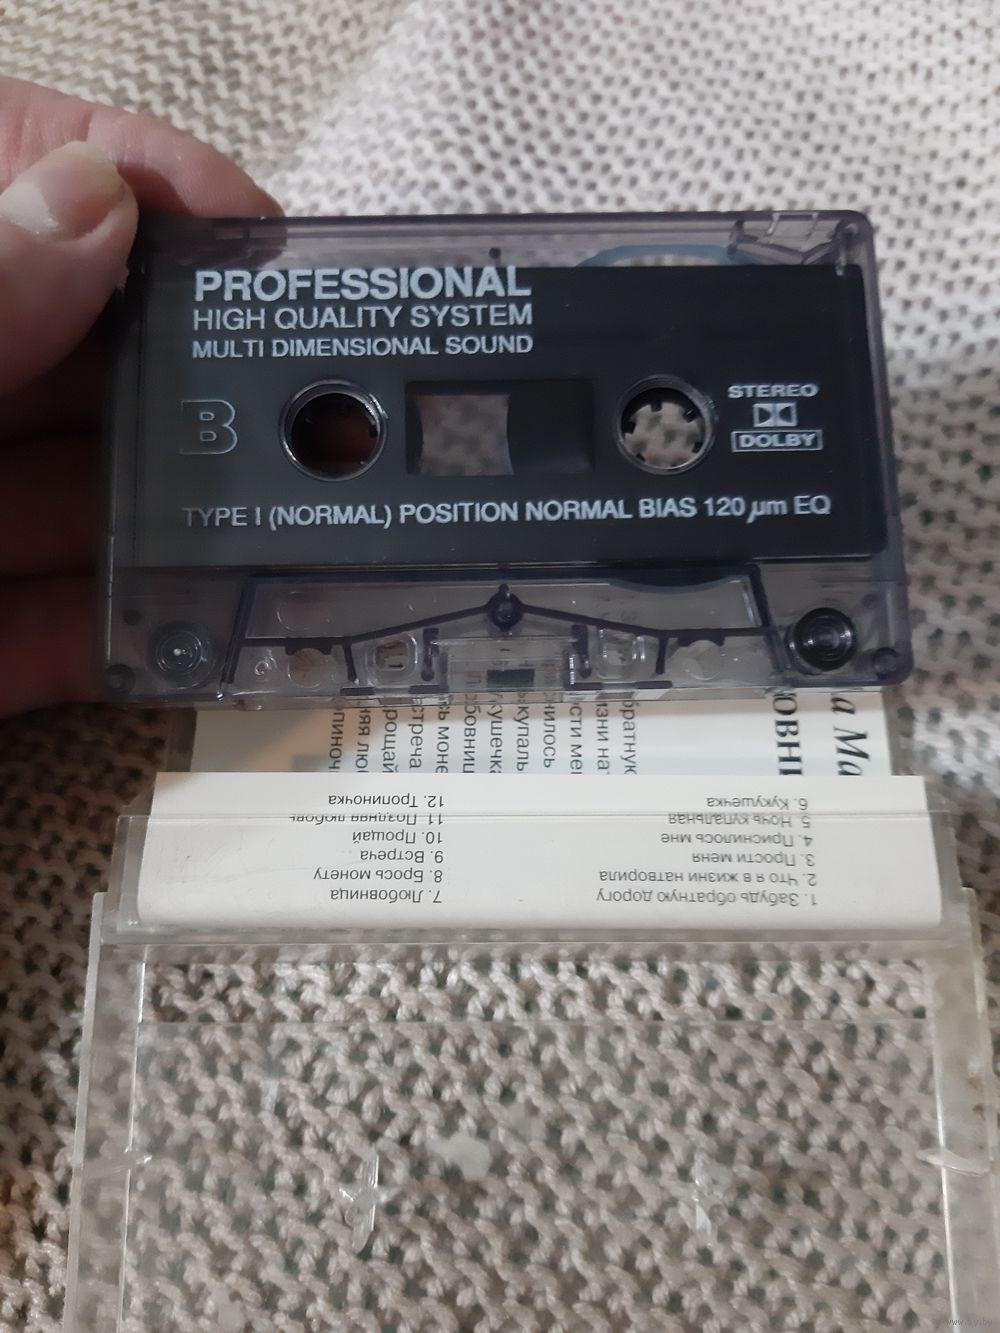 PROFESSIONAL
HIGH QUALITY SYSTEM
MULTI DIMENSIONAL SOUND
B
STEREO
DOLBY
TYPE I (NORMAL) POSITION NORMAL BIAS 120 µm EQ
1. Забудь обратную дорогу
2. Что я в жизни натворила
3. Прости меня
4. Приснилось мне
5. Ночь купальная
6. Кукушечка
7. Любовница
8. Брось монету
9. Встреча
10. Прощай
11. Поздняя любовь
12. Тропиночка